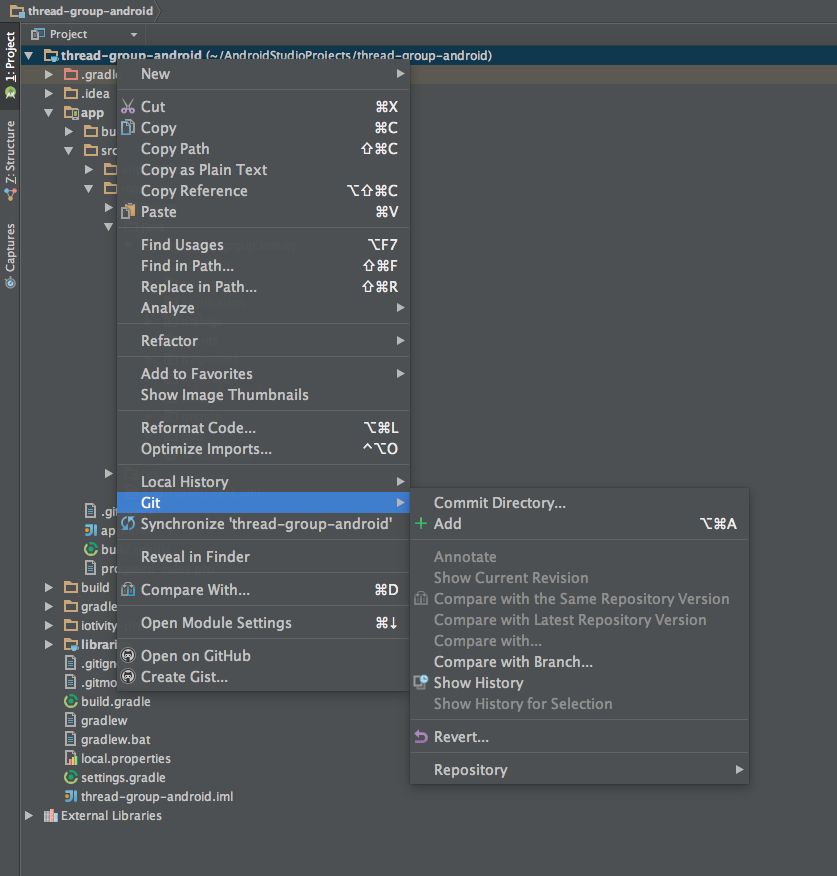 thread-group-android
Project
1: Project
Z: Structure
Captures
thread-group-android (~/AndroidStudioProjects/thread-group-android)
.gradle
.idea
app
bu
src
.gi
ap
bu
pro
build
gradle
iotivity
librari
.gitign
.gitmo
build.gradle
gradlew
gradlew.bat
local.properties
settings.gradle
thread-group-android.iml
External Libraries
New
Cut ⌘X
Copy ⌘C
Copy Path ⇧⌘C
Copy as Plain Text
Copy Reference ⌥⇧⌘C
Paste ⌘V
Find Usages ⌥F7
Find in Path... ⇧⌘F
Replace in Path... ⇧⌘R
Analyze
Refactor
Add to Favorites
Show Image Thumbnails
Reformat Code... ⌥⌘L
Optimize Imports... ^⌥O
Local History
Git
Synchronize 'thread-group-android'
Reveal in Finder
Compare With... ⌘D
Open Module Settings ⌘↓
Open on GitHub
Create Gist...
Commit Directory...
Add ⌥⌘A
Annotate
Show Current Revision
Compare with the Same Repository Version
Compare with Latest Repository Version
Compare with...
Compare with Branch...
Show History
Show History for Selection
Revert...
Repository